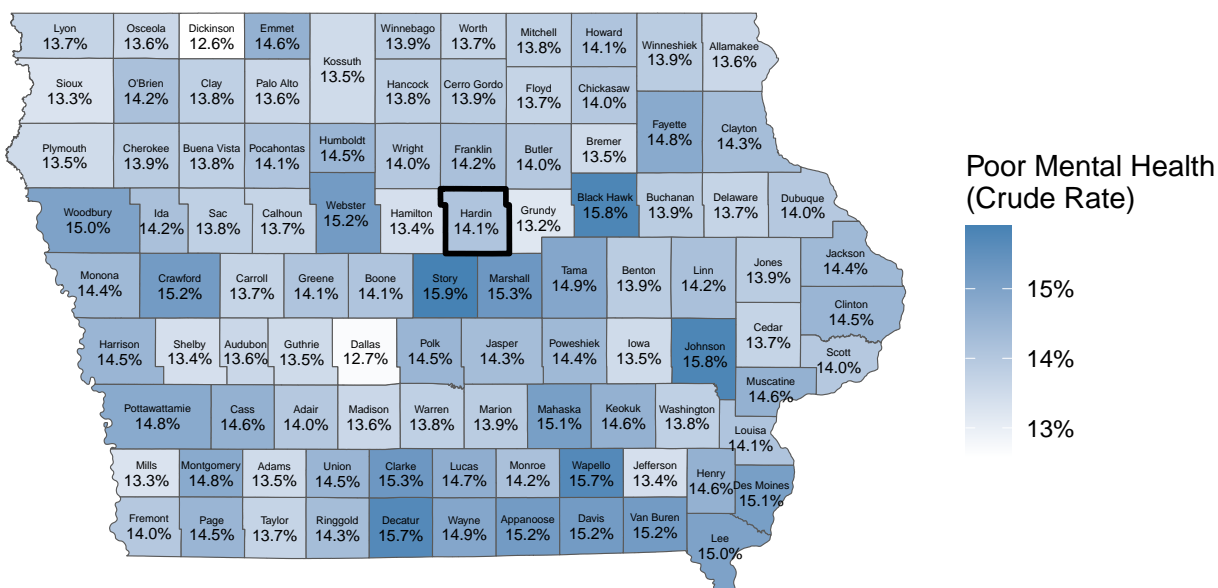 Lyon
13.7%
Osceola
13.6%
Dickinson
12.6%
Emmet
14.6%
Kossuth
13.5%
Winnebago
13.9%
Worth
13.7%
Mitchell
13.8%
Howard
14.1%
Winneshiek
13.9%
Allamakee
13.6%
Sioux
13.3%
O'Brien
14.2%
Clay
13.8%
Palo Alto
13.6%
Hancock
13.8%
Cerro Gordo
13.9%
Floyd
13.7%
Chickasaw
14.0%
Plymouth
13.5%
Cherokee
13.9%
Buena Vista
13.8%
Pocahontas
14.1%
Humboldt
14.5%
Wright
14.0%
Franklin
14.2%
Butler
14.0%
Bremer
13.5%
Fayette
14.8%
Clayton
14.3%
Woodbury
15.0%
Ida
14.2%
Sac
13.8%
Calhoun
13.7%
Webster
15.2%
Hamilton
13.4%
Hardin
14.1%
Grundy
13.2%
Black Hawk
15.8%
Buchanan
13.9%
Delaware
13.7%
Dubuque
14.0%
Monona
14.4%
Crawford
15.2%
Carroll
13.7%
Greene
14.1%
Boone
14.1%
Story
15.9%
Marshall
15.3%
Tama
14.9%
Benton
13.9%
Linn
14.2%
Jones
13.9%
Jackson
14.4%
Clinton
14.5%
Harrison
14.5%
Shelby
13.4%
Audubon
13.6%
Guthrie
13.5%
Dallas
12.7%
Polk
14.5%
Jasper
14.3%
Poweshiek
14.4%
Iowa
13.5%
Johnson
15.8%
Cedar
13.7%
Scott
14.0%
Muscatine
14.6%
Pottawattamie
14.8%
Cass
14.6%
Adair
14.0%
Madison
13.6%
Warren
13.8%
Marion
13.9%
Mahaska
15.1%
Keokuk
14.6%
Washington
13.8%
Louisa
14.1%
Mills
13.3%
Montgomery
14.8%
Adams
13.5%
Union
14.5%
Clarke
15.3%
Lucas
14.7%
Monroe
14.2%
Wapello
15.7%
Jefferson
13.4%
Henry
14.6%
Des Moines
15.1%
Fremont
14.0%
Page
14.5%
Taylor
13.7%
Ringgold
14.3%
Decatur
15.7%
Wayne
14.9%
Appanoose
15.2%
Davis
15.2%
Van Buren
15.2%
Lee
15.0%
Poor Mental Health
(Crude Rate)
15%
14%
13%